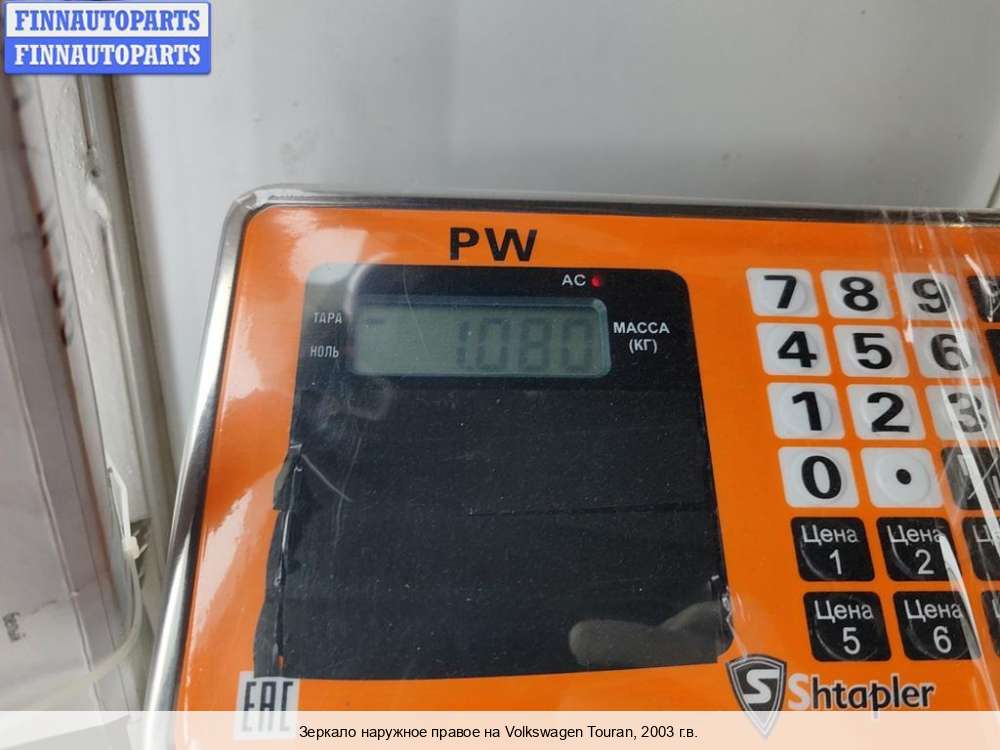 FINNAUTOPARTS
FINNAUTOPARTS
PW
AC
ТАРА
НОЛЬ
1.080
МАССА
(КГ)
7 8 9
4 5 6
1 2 3
0 .
Цена 1
Цена 2
Цена 5
Цена 6
EAC
S Shtapler
Зеркало наружное правое на Volkswagen Touran, 2003 г.в.